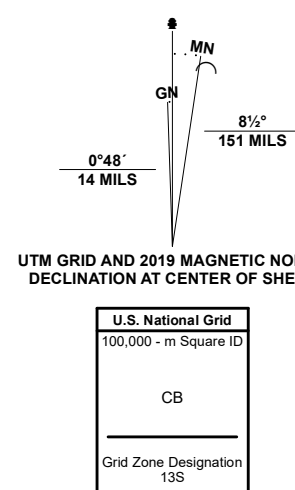 MN
GN
8½°
151 MILS
0°48´
14 MILS
UTM GRID AND 2019 MAGNETIC NO
DECLINATION AT CENTER OF SHE
U.S. National Grid
100,000 - m Square ID
CB
Grid Zone Designation
13S